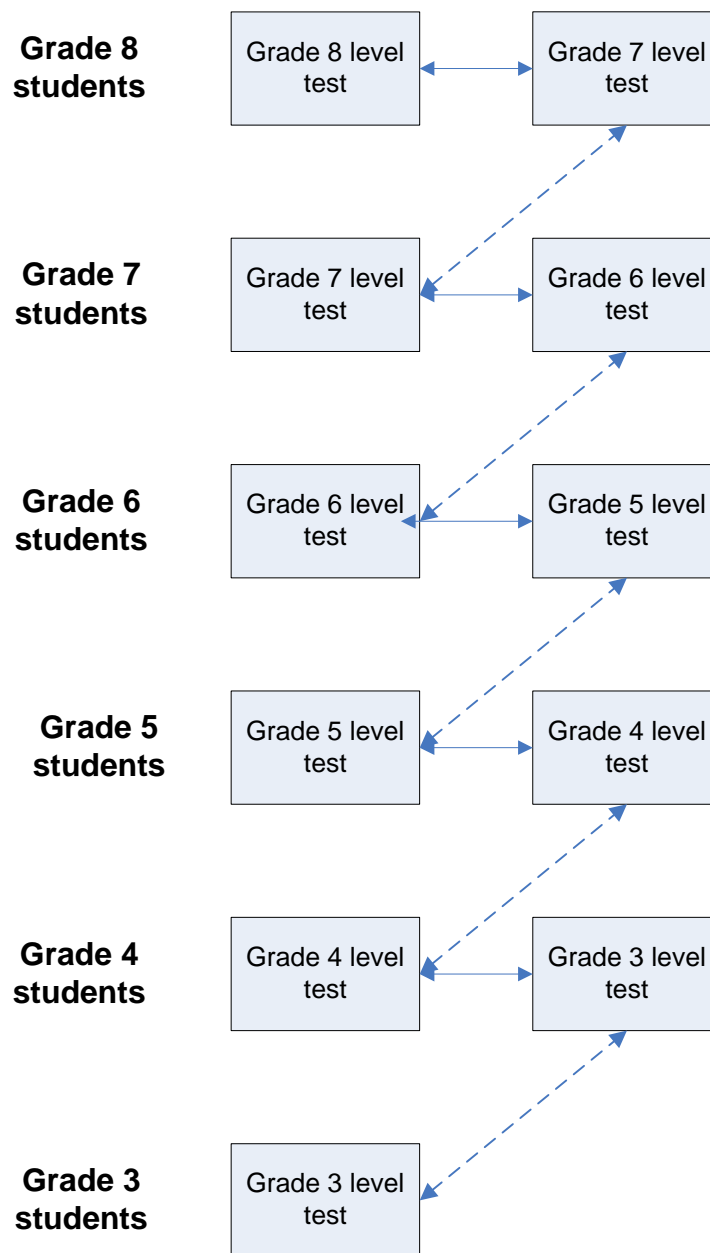 Grade 8
students
Grade 8 level
test
Grade 7 level
test
Grade 7
students
Grade 7 level
test
Grade 6 level
test
Grade 6
students
Grade 6 level
test
Grade 5 level
test
Grade 5
students
Grade 5 level
test
Grade 4 level
test
Grade 4
students
Grade 4 level
test
Grade 3 level
test
Grade 3
students
Grade 3 level
test